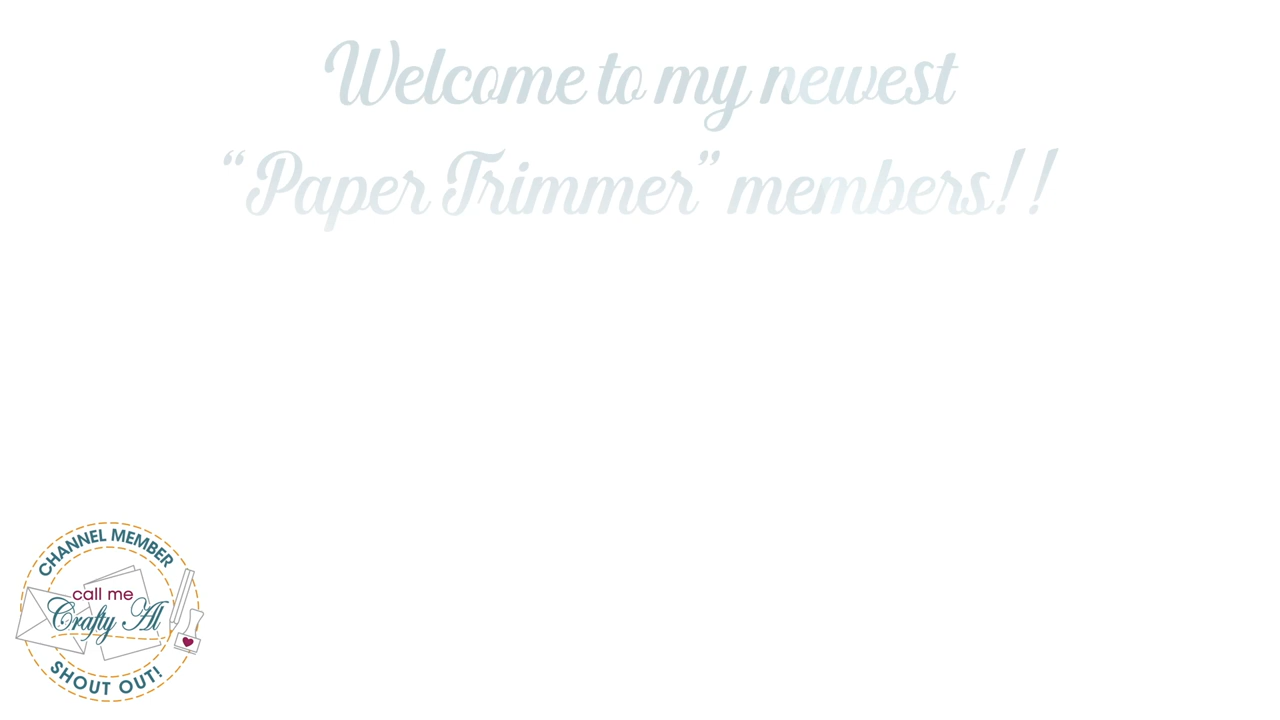 Welcome to my newest
“Paper Trimmer” members!!
CHANNEL MEMBER
call me
Crafty Al
SHOUT OUT!